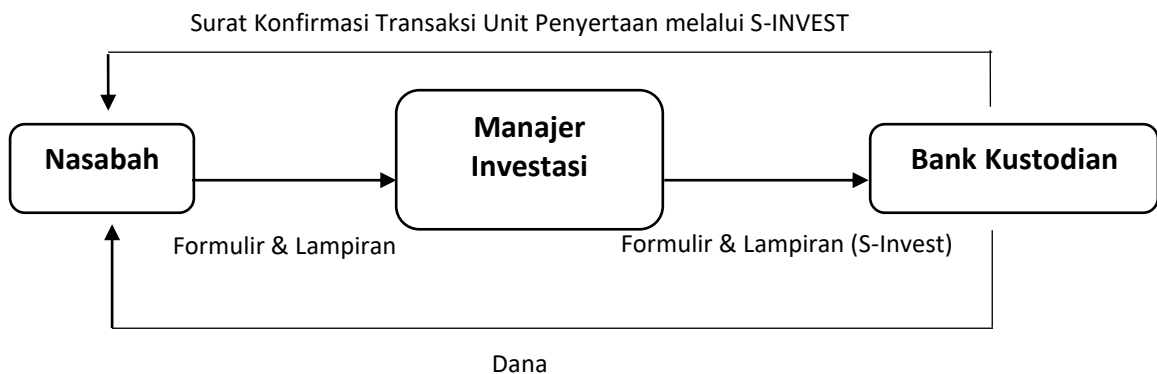 Surat Konfirmasi Transaksi Unit Penyertaan melalui S-INVEST
Nasabah
Manajer
Investasi
Bank Kustodian
Formulir & Lampiran
Formulir & Lampiran (S-Invest)
Dana